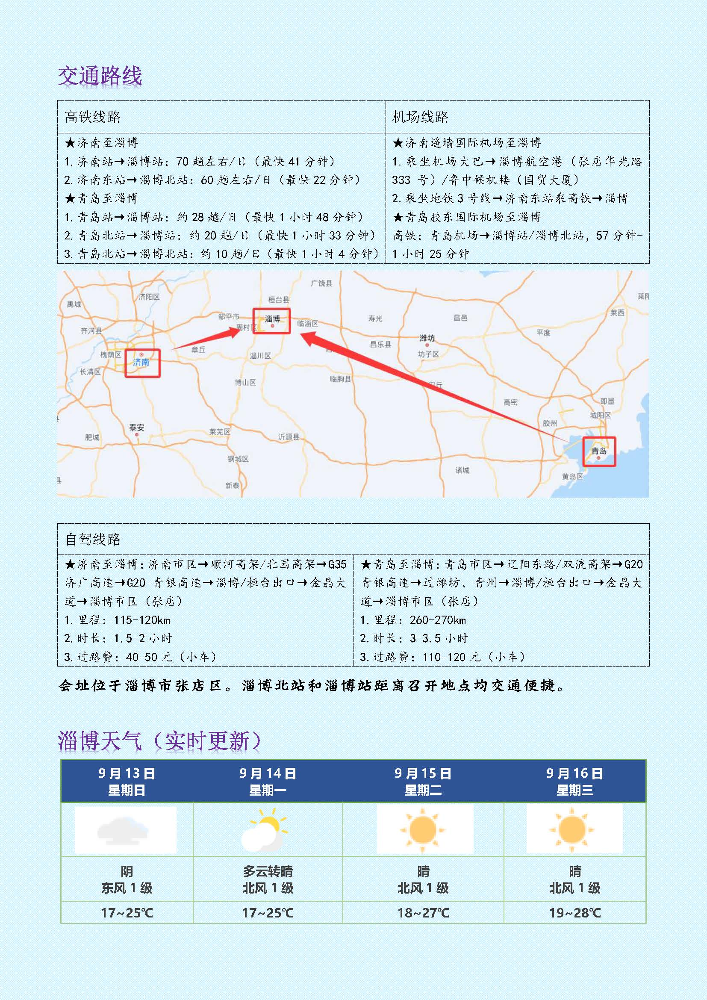 交通路线
高铁线路
★济南至淄博
1.济南站→淄博站：70 趟左右/日（最快 41 分钟）
2.济南东站→淄博北站：60 趟左右/日（最快 22 分钟）
★青岛至淄博
1.青岛站→淄博站：约 28 趟/日（最快 1 小时 48 分钟）
2.青岛北站→淄博站：约 20 趟/日（最快 1 小时 33 分钟）
3.青岛北站→淄博北站：约 10 趟/日（最快 1 小时 4 分钟）
机场线路
★济南遥墙国际机场至淄博
1.乘坐机场大巴→淄博航空港（张店华光路
333 号）/鲁中候机楼（国贸大厦）
2.乘坐地铁 3 号线→济南东站乘高铁→淄博
★青岛胶东国际机场至淄博
高铁：青岛机场→淄博站/淄博北站，57 分钟-
1 小时 25 分钟
广饶县
济阳区
莱阳
桓台县
禹城
莱西
邹平市
淄博
寿光
昌邑
临淄区
周村区
齐河县
平度
潍坊
昌乐县
章丘
槐荫区
坊子区
淄川区
济南
长清区
临朐县
博山区
安丘
高密
即墨
城阳区
胶州
泰安
莱芜区
肥城
沂源县
青岛
钢城区
诸城
黄岛区
县
新泰
自驾线路
★济南至淄博：济南市区→顺河高架/北园高架→G35
济广高速→G20 青银高速→淄博/桓台出口→金晶大
道→淄博市区（张店）
1.里程：115-120km
2.时长：1.5-2 小时
3.过路费：40-50 元（小车）
★青岛至淄博：青岛市区→辽阳东路/双流高架→G20
青银高速→过潍坊、青州→淄博/桓台出口→金晶大
道→淄博市区（张店）
1.里程：260-270km
2.时长：3-3.5 小时
3.过路费：110-120 元（小车）
会址位于淄博市张店区。淄博北站和淄博站距离召开地点均交通便捷。
淄博天气（实时更新）
9 月 13 日
星期日
9 月 14 日
星期一
9 月 15 日
星期二
9 月 16 日
星期三
阴
东风 1 级
多云转晴
北风 1 级
晴
北风 1 级
晴
北风 1 级
17~25℃
17~25℃
18~27℃
19~28℃